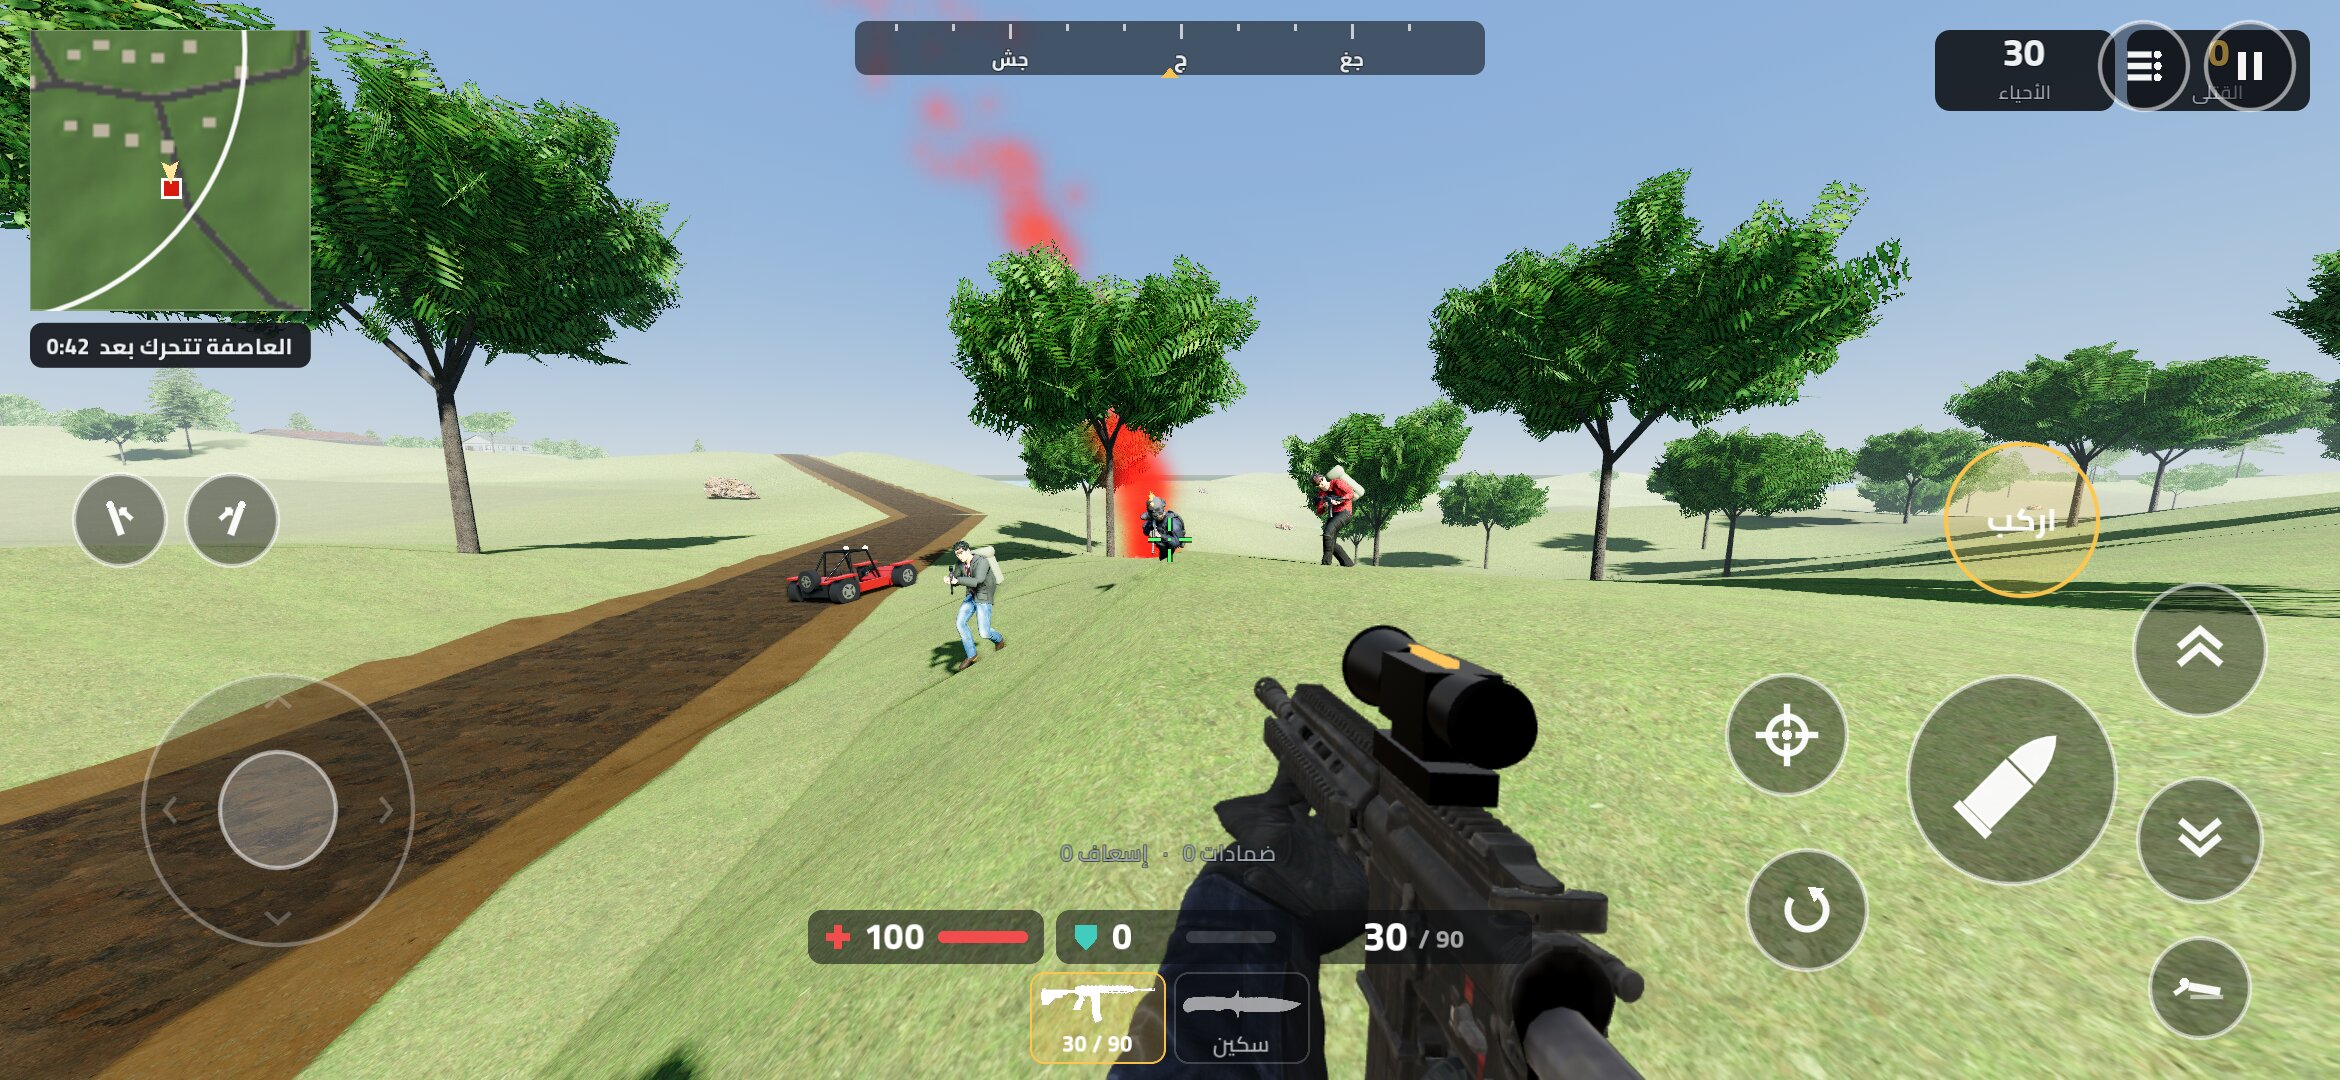 جش
ج
جغ
30
الأحياء
0
القتلى
العاصفة تتحرك بعد 0:42
اركب
ضمادات 0 · إسعاف 0
100
0
30 / 90
30 / 90
سكين